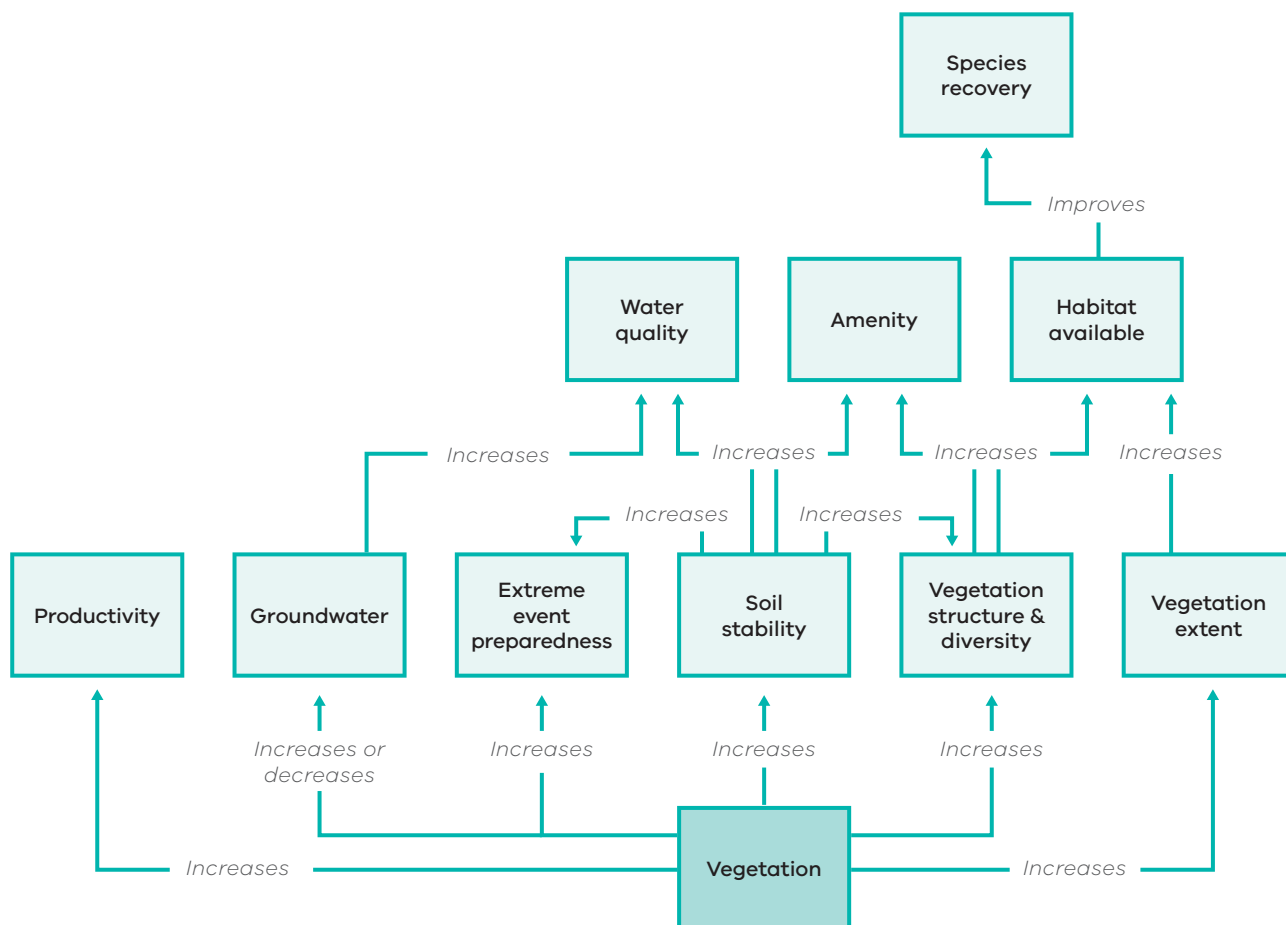 Species
recovery
Improves
Water
quality
Amenity
Habitat
available
Increases
Increases
Increases
Increases
Increases
Increases
Productivity
Groundwater
Extreme
event
preparedness
Soil
stability
Vegetation
structure &
diversity
Vegetation
extent
Increases or
decreases
Increases
Increases
Increases
Increases
Vegetation
Increases